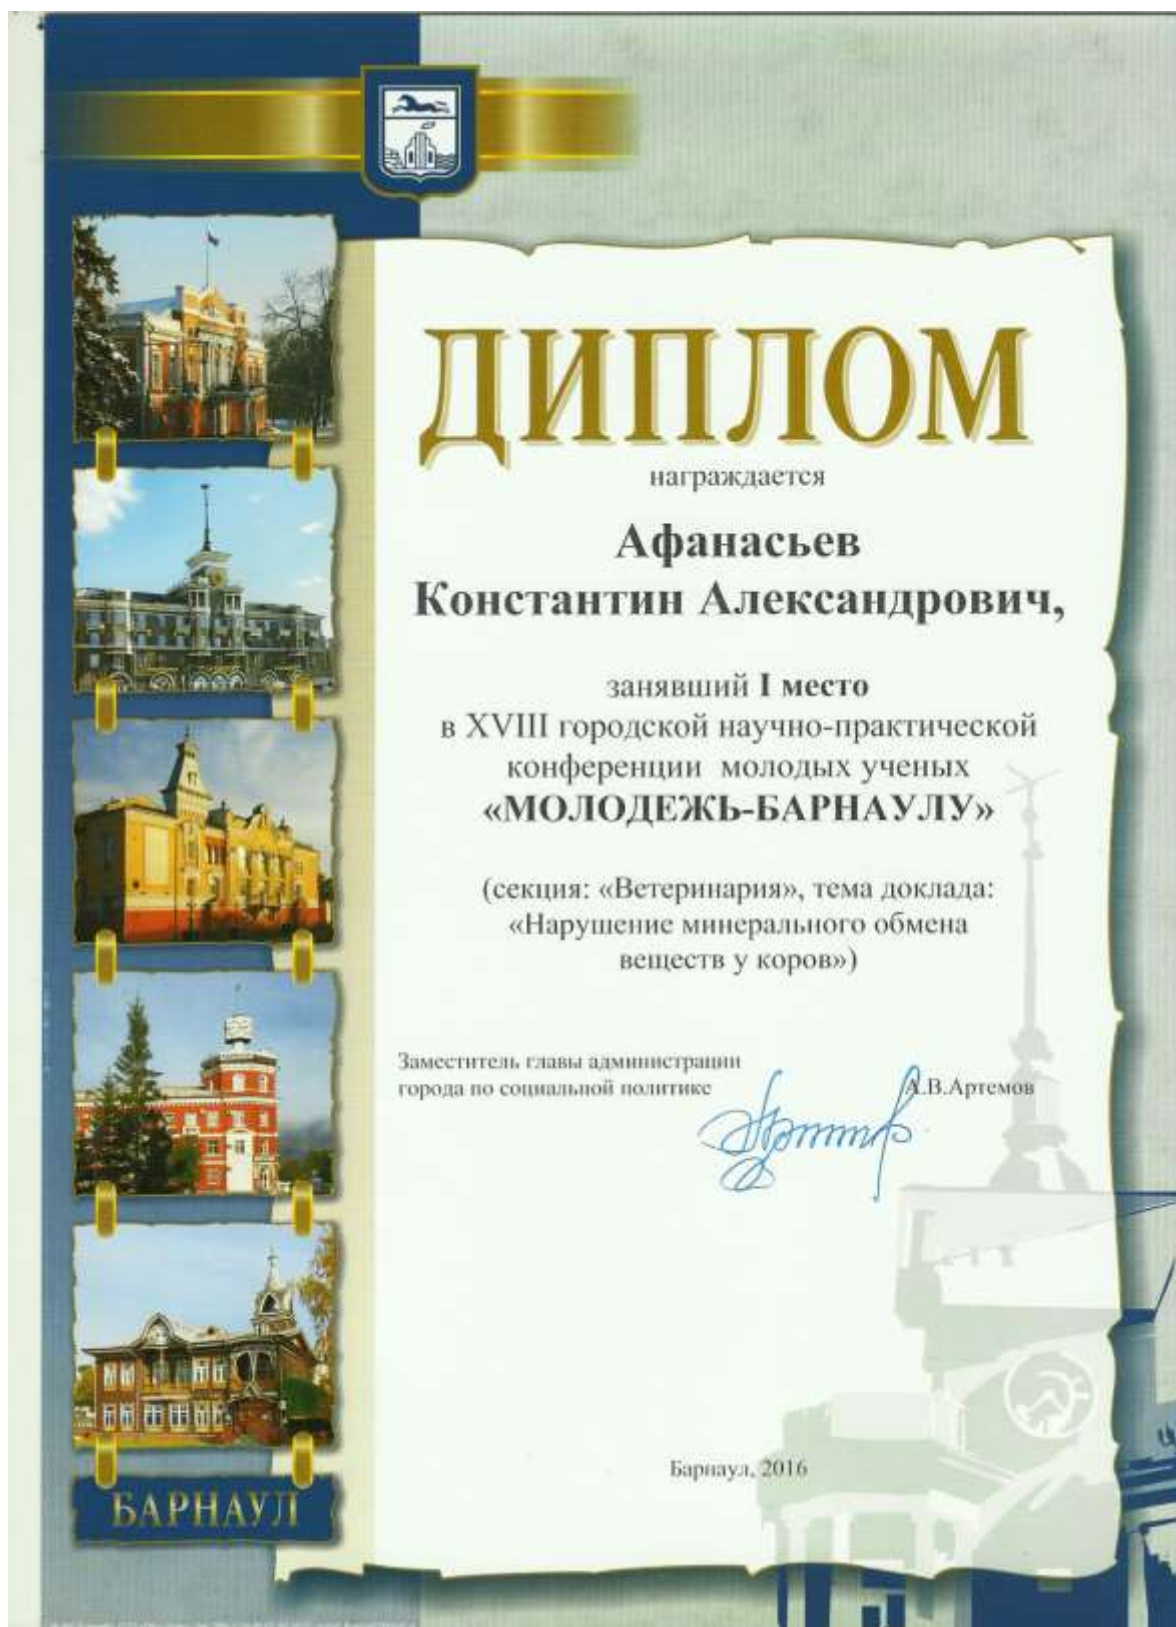 ДИПЛОМ
награждается
Афанасьев
Константин Александрович,
занявший I место
в XVIII городской научно-практической
конференции молодых ученых
«МОЛОДЕЖЬ-БАРНАУЛУ»
(секция: «Ветеринария», тема доклада:
«Нарушение минерального обмена
веществ у коров»)
Заместитель главы администрации
города по социальной политике
А.В.Артемов
Барнаул, 2016
БАРНАУЛ